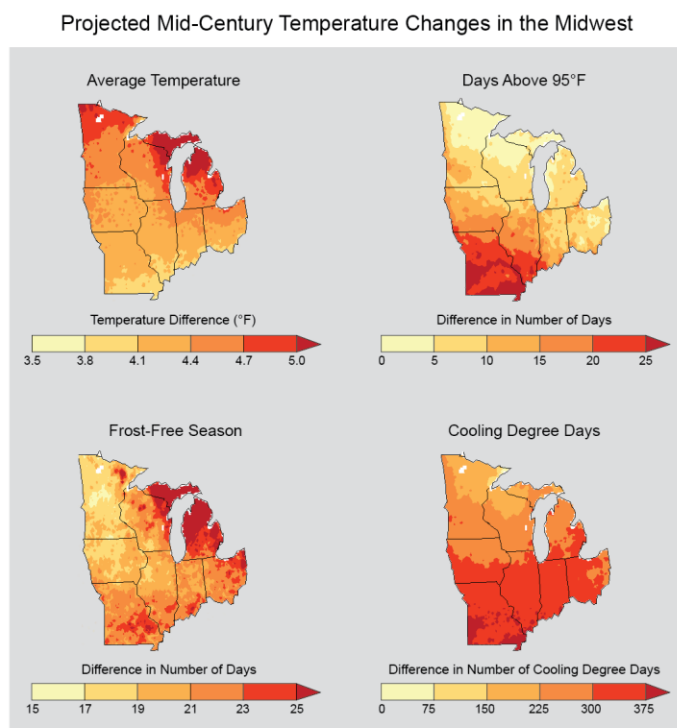 Projected Mid-Century Temperature Changes in the Midwest
Average Temperature
Temperature Difference (°F)
3.5 3.8 4.1 4.4 4.7 5.0
Days Above 95°F
Difference in Number of Days
0 5 10 15 20 25
Frost-Free Season
Difference in Number of Days
15 17 19 21 23 25
Cooling Degree Days
Difference in Number of Cooling Degree Days
0 75 150 225 300 375